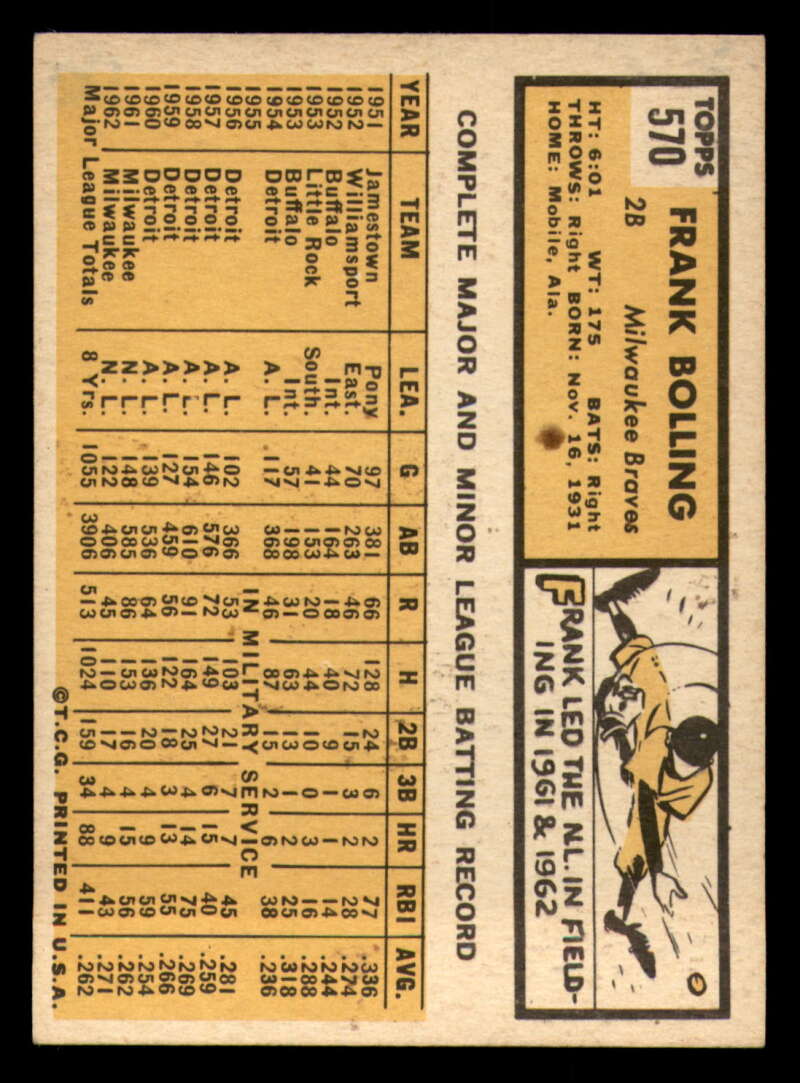 TOPPS
570
FRANK BOLLING
2B Milwaukee Braves
HT: 6:01 WT: 175 BATS: Right
THROWS: Right BORN: Nov. 16, 1931
HOME: Mobile, Ala.
FRANK LED THE N.L. IN FIELD-
ING IN 1961 & 1962
COMPLETE MAJOR AND MINOR LEAGUE BATTING RECORD
YEAR TEAM LEA. G AB R H 2B 3B HR RBI AVG.
1951 Jamestown Pony 97 381 66 128 24 6 2 77 .336
1952 Williamsport East. 70 263 46 72 15 3 2 28 .274
1952 Buffalo Int. 44 164 18 40 9 1 1 14 .244
1953 Little Rock South. 41 153 20 44 10 0 3 16 .288
1953 Buffalo Int. 57 198 31 63 13 1 2 25 .318
1954 Detroit A. L. 117 368 46 87 15 2 6 38 .236
1955 IN MILITARY SERVICE
1956 Detroit A. L. 102 366 53 103 21 7 7 45 .281
1957 Detroit A. L. 146 576 72 149 27 6 15 40 .259
1958 Detroit A. L. 154 610 91 164 25 4 14 75 .269
1959 Detroit A. L. 127 459 56 122 18 3 13 55 .266
1960 Detroit A. L. 139 536 64 136 20 4 9 59 .254
1961 Milwaukee N. L. 148 585 86 153 16 4 15 56 .262
1962 Milwaukee N. L. 122 406 45 110 17 4 9 43 .271
Major League Totals 8 Yrs. 1055 3906 513 1024 159 34 88 411 .262
©T.C.G. PRINTED IN U.S.A.